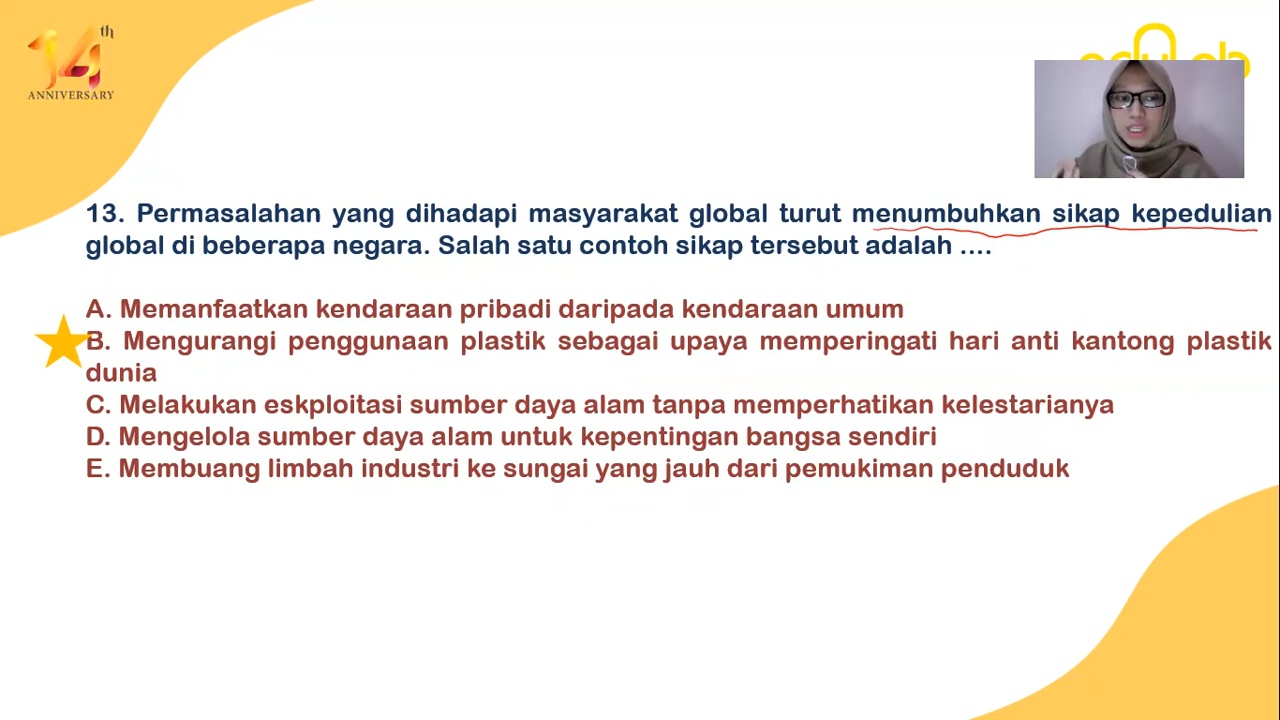 14th
ANNIVERSARY
13. Permasalahan yang dihadapi masyarakat global turut menumbuhkan sikap kepedulian
global di beberapa negara. Salah satu contoh sikap tersebut adalah ....
A. Memanfaatkan kendaraan pribadi daripada kendaraan umum
B. Mengurangi penggunaan plastik sebagai upaya memperingati hari anti kantong plastik
dunia
C. Melakukan eskploitasi sumber daya alam tanpa memperhatikan kelestarianya
D. Mengelola sumber daya alam untuk kepentingan bangsa sendiri
E. Membuang limbah industri ke sungai yang jauh dari pemukiman penduduk